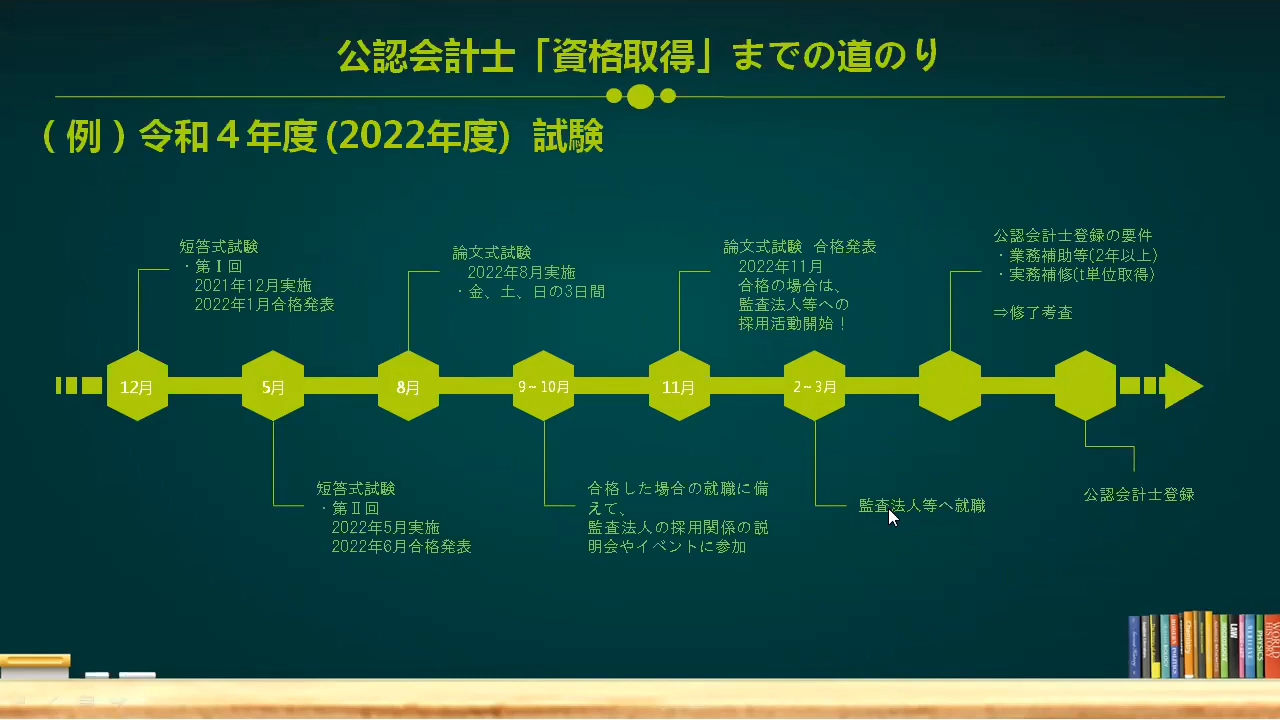 公認会計士「資格取得」までの道のり
（例）令和４年度(2022年度) 試験
短答式試験
・第Ⅰ回
2021年12月実施
2022年1月合格発表
論文式試験
2022年8月実施
・金、土、日の3日間
論文式試験 合格発表
2022年11月
合格の場合は、
監査法人等への
採用活動開始！
公認会計士登録の要件
・業務補助等(2年以上)
・実務補修(t単位取得)
⇒修了考査
12月
5月
8月
9～10月
11月
2～3月
短答式試験
・第Ⅱ回
2022年5月実施
2022年6月合格発表
合格した場合の就職に備
えて、
監査法人の採用関係の説
明会やイベントに参加
監査法人等へ就職
公認会計士登録
LAW
PHYSICS
WORLD
HISTORY